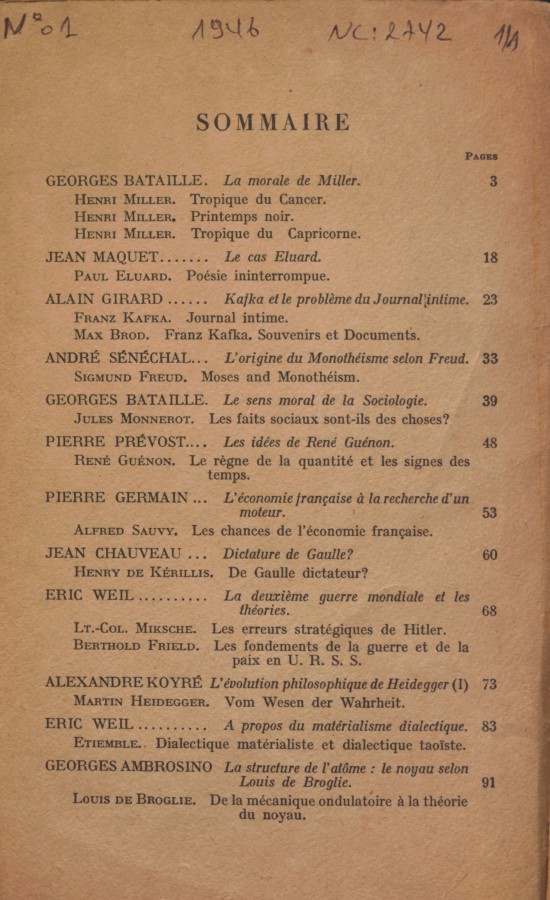 Nº 1 1946 NC: 2742 1/1
SOMMAIRE
PAGES
GEORGES BATAILLE. La morale de Miller. 3
HENRI MILLER. Tropique du Cancer.
HENRI MILLER. Printemps noir.
HENRI MILLER. Tropique du Capricorne.
JEAN MAQUET....... Le cas Eluard. 18
PAUL ELUARD. Poésie ininterrompue.
ALAIN GIRARD ...... Kafka et le problème du Journal intime. 23
FRANZ KAFKA. Journal intime.
MAX BROD. Franz Kafka. Souvenirs et Documents.
ANDRÉ SÉNÉCHAL... L'origine du Monothéisme selon Freud. 33
SIGMUND FREUD. Moses and Monothéism.
GEORGES BATAILLE. Le sens moral de la Sociologie. 39
JULES MONNEROT. Les faits sociaux sont-ils des choses?
PIERRE PRÉVOST.... Les idées de René Guénon. 48
RENÉ GUÉNON. Le règne de la quantité et les signes des
temps.
PIERRE GERMAIN ... L'économie française à la recherche d'un
moteur. 53
ALFRED SAUVY. Les chances de l'économie française.
JEAN CHAUVEAU ... Dictature de Gaulle? 60
HENRY DE KÉRILLIS. De Gaulle dictateur?
ERIC WEIL.......... La deuxième guerre mondiale et les
théories. 68
LT.-COL. MIKSCHE. Les erreurs stratégiques de Hitler.
BERTHOLD FRIELD. Les fondements de la guerre et de la
paix en U. R. S. S.
ALEXANDRE KOYRÉ L'évolution philosophique de Heidegger (I) 73
MARTIN HEIDEGGER. Vom Wesen der Wahrheit.
ERIC WEIL.......... A propos du matérialisme dialectique. 83
ETIEMBLE. Dialectique matérialiste et dialectique taoïste.
GEORGES AMBROSINO La structure de l'atôme : le noyau selon
Louis de Broglie. 91
LOUIS DE BROGLIE. De la mécanique ondulatoire à la théorie
du noyau.